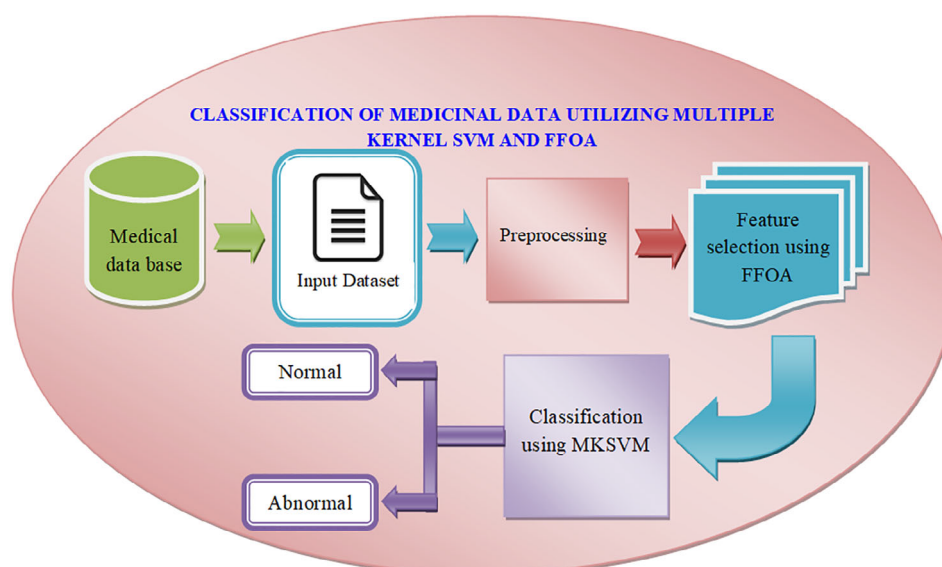 CLASSIFICATION OF MEDICINAL DATA UTILIZING MULTIPLE
KERNEL SVM AND FFOA
Medical
data base
Input Dataset
Preprocessing
Feature
selection using
FFOA
Classification
using MKSVM
Normal
Abnormal